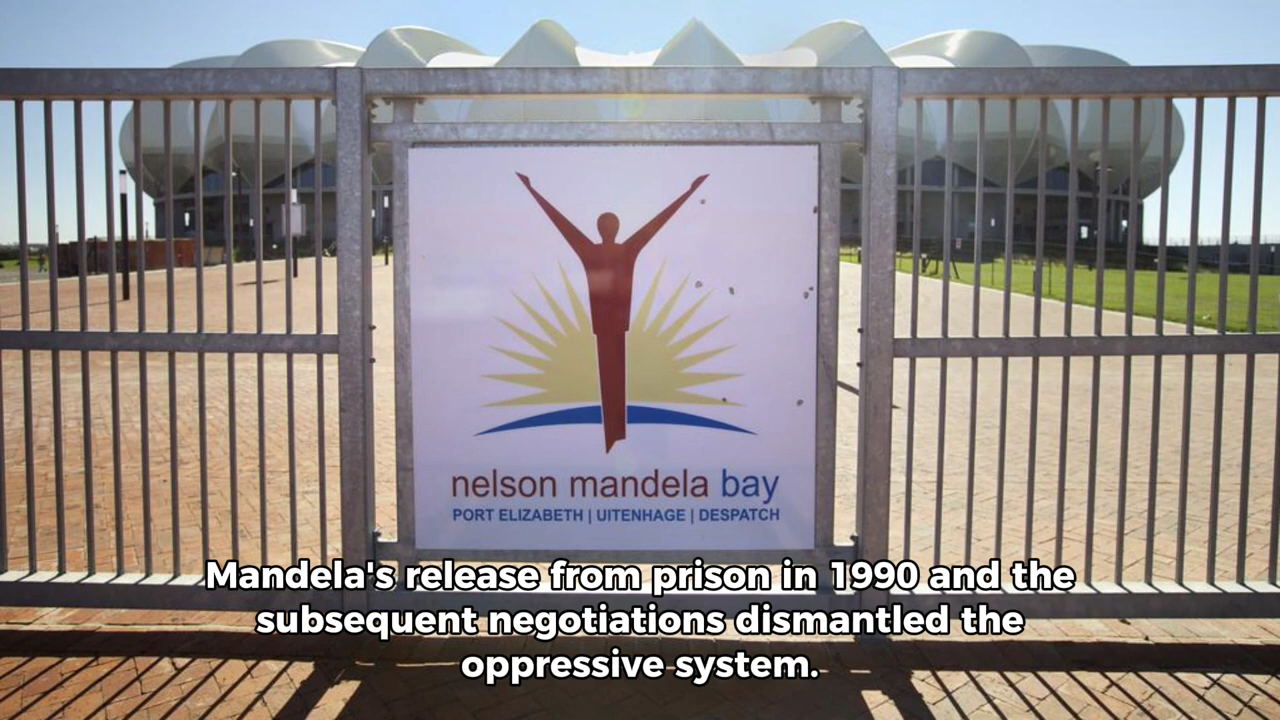 nelson mandela bay
PORT ELIZABETH | UITENHAGE | DESPATCH
Mandela's release from prison in 1990 and the
subsequent negotiations dismantled the
oppressive system.